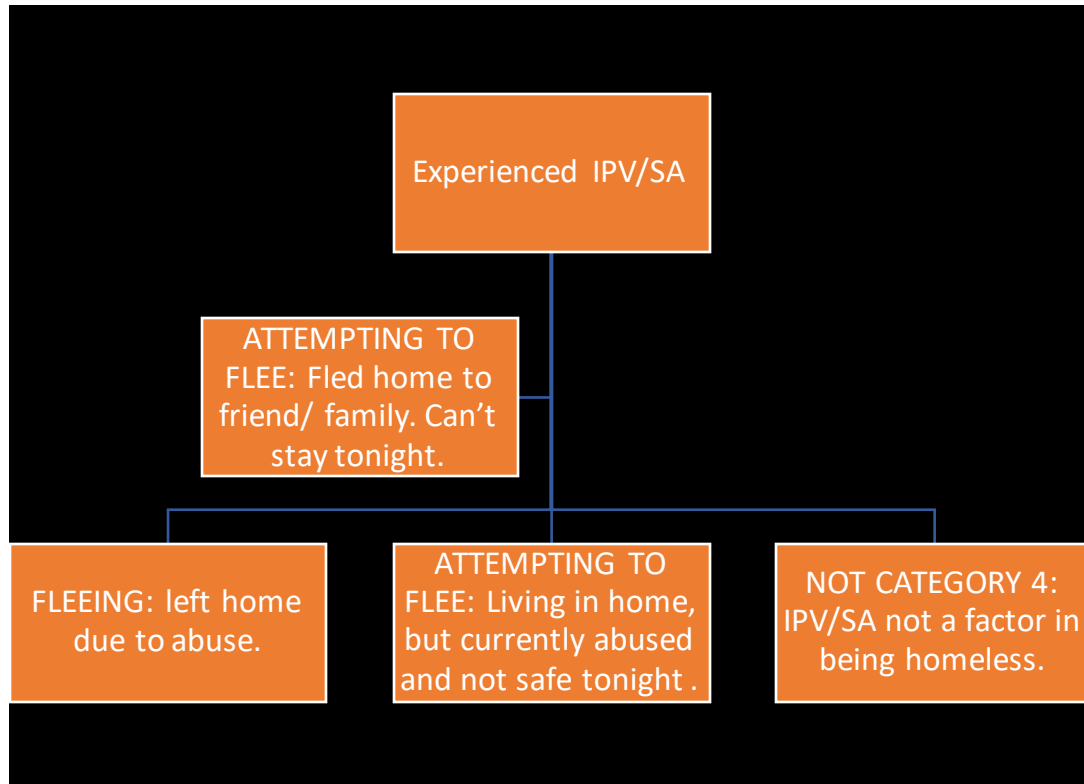 Experienced IPV/SA
ATTEMPTING TO
FLEE: Fled home to
friend/ family. Can’t
stay tonight.
FLEEING: left home
due to abuse.
ATTEMPTING TO
FLEE: Living in home,
but currently abused
and not safe tonight .
NOT CATEGORY 4:
IPV/SA not a factor in
being homeless.